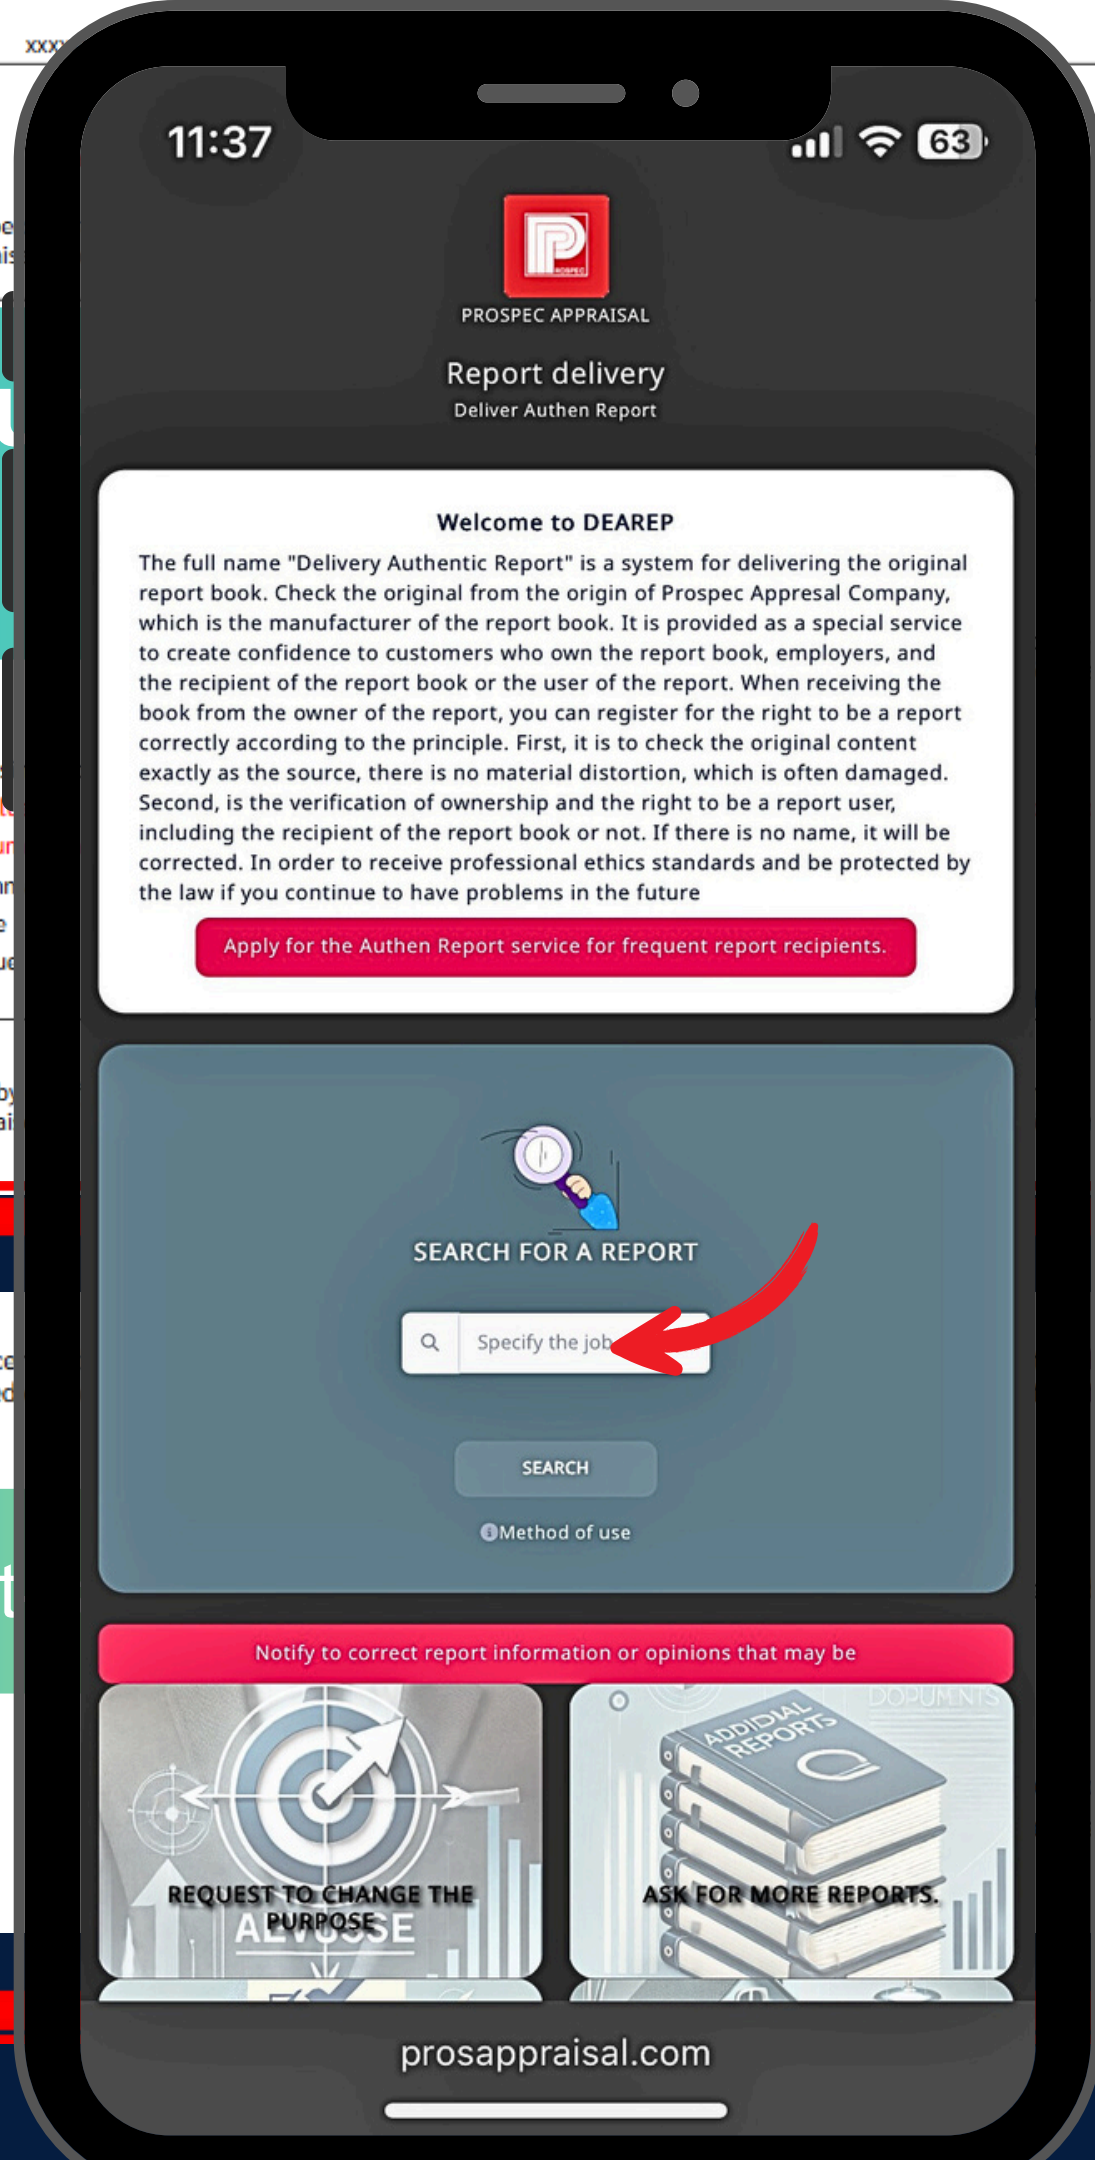 11:37
63
PROSPEC
PROSPEC APPRAISAL
Report delivery
Deliver Authen Report
Welcome to DEAREP
The full name "Delivery Authentic Report" is a system for delivering the original
report book. Check the original from the origin of Prospec Appresal Company,
which is the manufacturer of the report book. It is provided as a special service
to create confidence to customers who own the report book, employers, and
the recipient of the report book or the user of the report. When receiving the
book from the owner of the report, you can register for the right to be a report
correctly according to the principle. First, it is to check the original content
exactly as the source, there is no material distortion, which is often damaged.
Second, is the verification of ownership and the right to be a report user,
including the recipient of the report book or not. If there is no name, it will be
corrected. In order to receive professional ethics standards and be protected by
the law if you continue to have problems in the future
Apply for the Authen Report service for frequent report recipients.
SEARCH FOR A REPORT
Specify the job
SEARCH
Method of use
Notify to correct report information or opinions that may be
DOPUMENTS
ADDIDIAL
REPORTS
REQUEST TO CHANGE THE
PURPOSE
ASK FOR MORE REPORTS.
prosappraisal.com